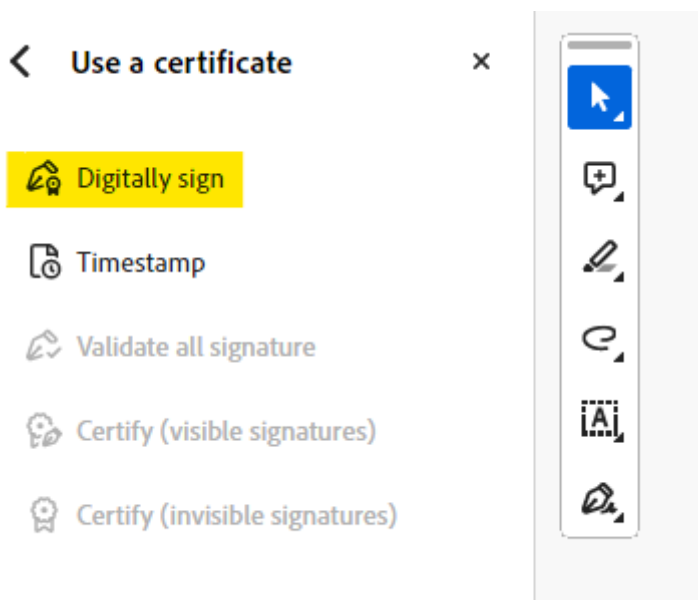 Use a certificate
Digitally sign
Timestamp
Validate all signature
Certify (visible signatures)
Certify (invisible signatures)
A